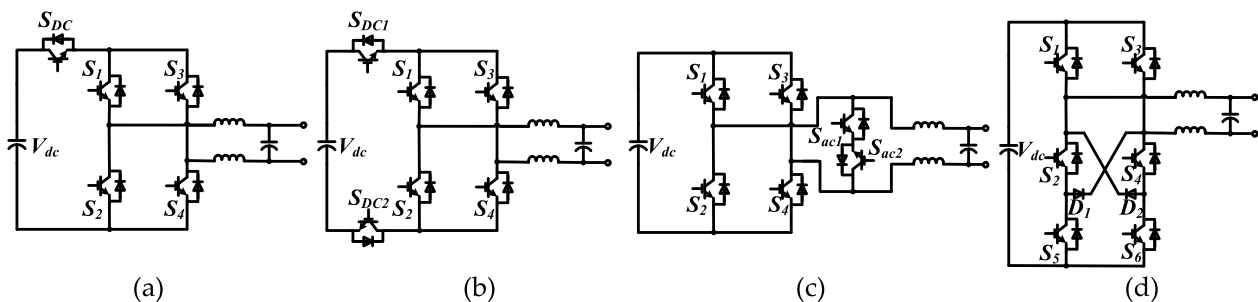 S_DC
S_1
S_3
V_dc
S_2
S_4
(a)
S_DC1
S_1
S_3
V_dc
S_DC2
S_2
S_4
(b)
S_1
S_3
S_ac1
S_ac2
V_dc
S_2
S_4
(c)
S_1
S_3
V_dc
S_2
S_4
D_1
D_2
S_5
S_6
(d)